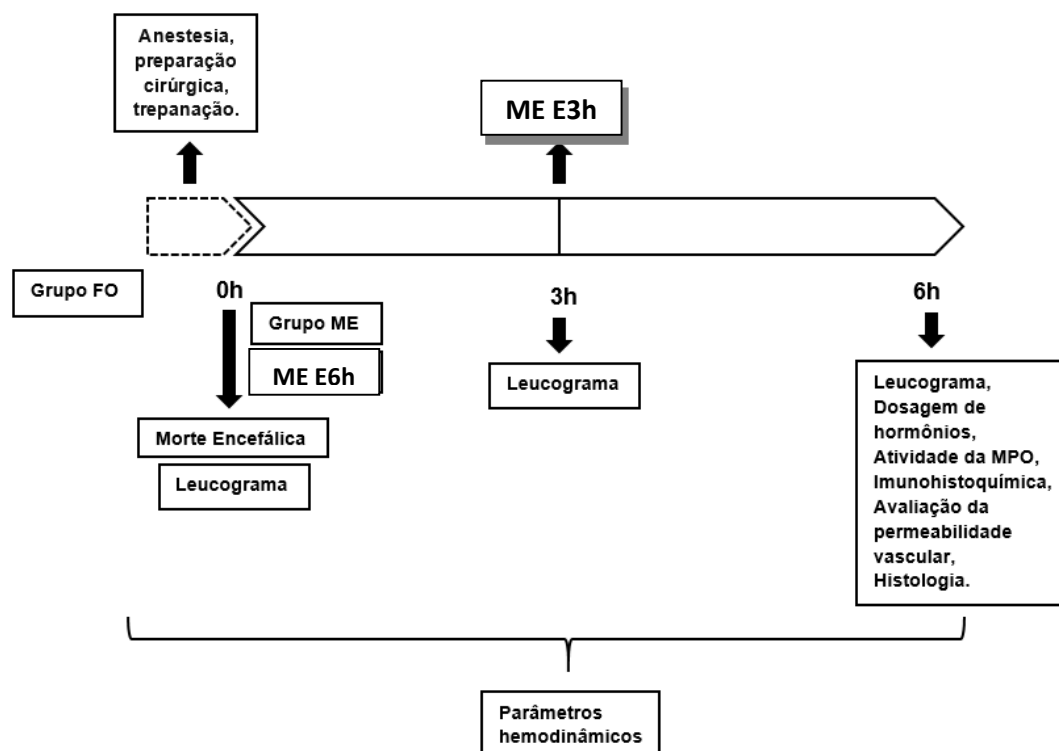 Anestesia,
preparação
cirúrgica,
trepanação.
ME E3h
Grupo FO
0h
3h
6h
Grupo ME
ME E6h
Morte Encefálica
Leucograma
Leucograma
Leucograma,
Dosagem de
hormônios,
Atividade da MPO,
Imunohistoquímica,
Avaliação da
permeabilidade
vascular,
Histologia.
Parâmetros
hemodinâmicos